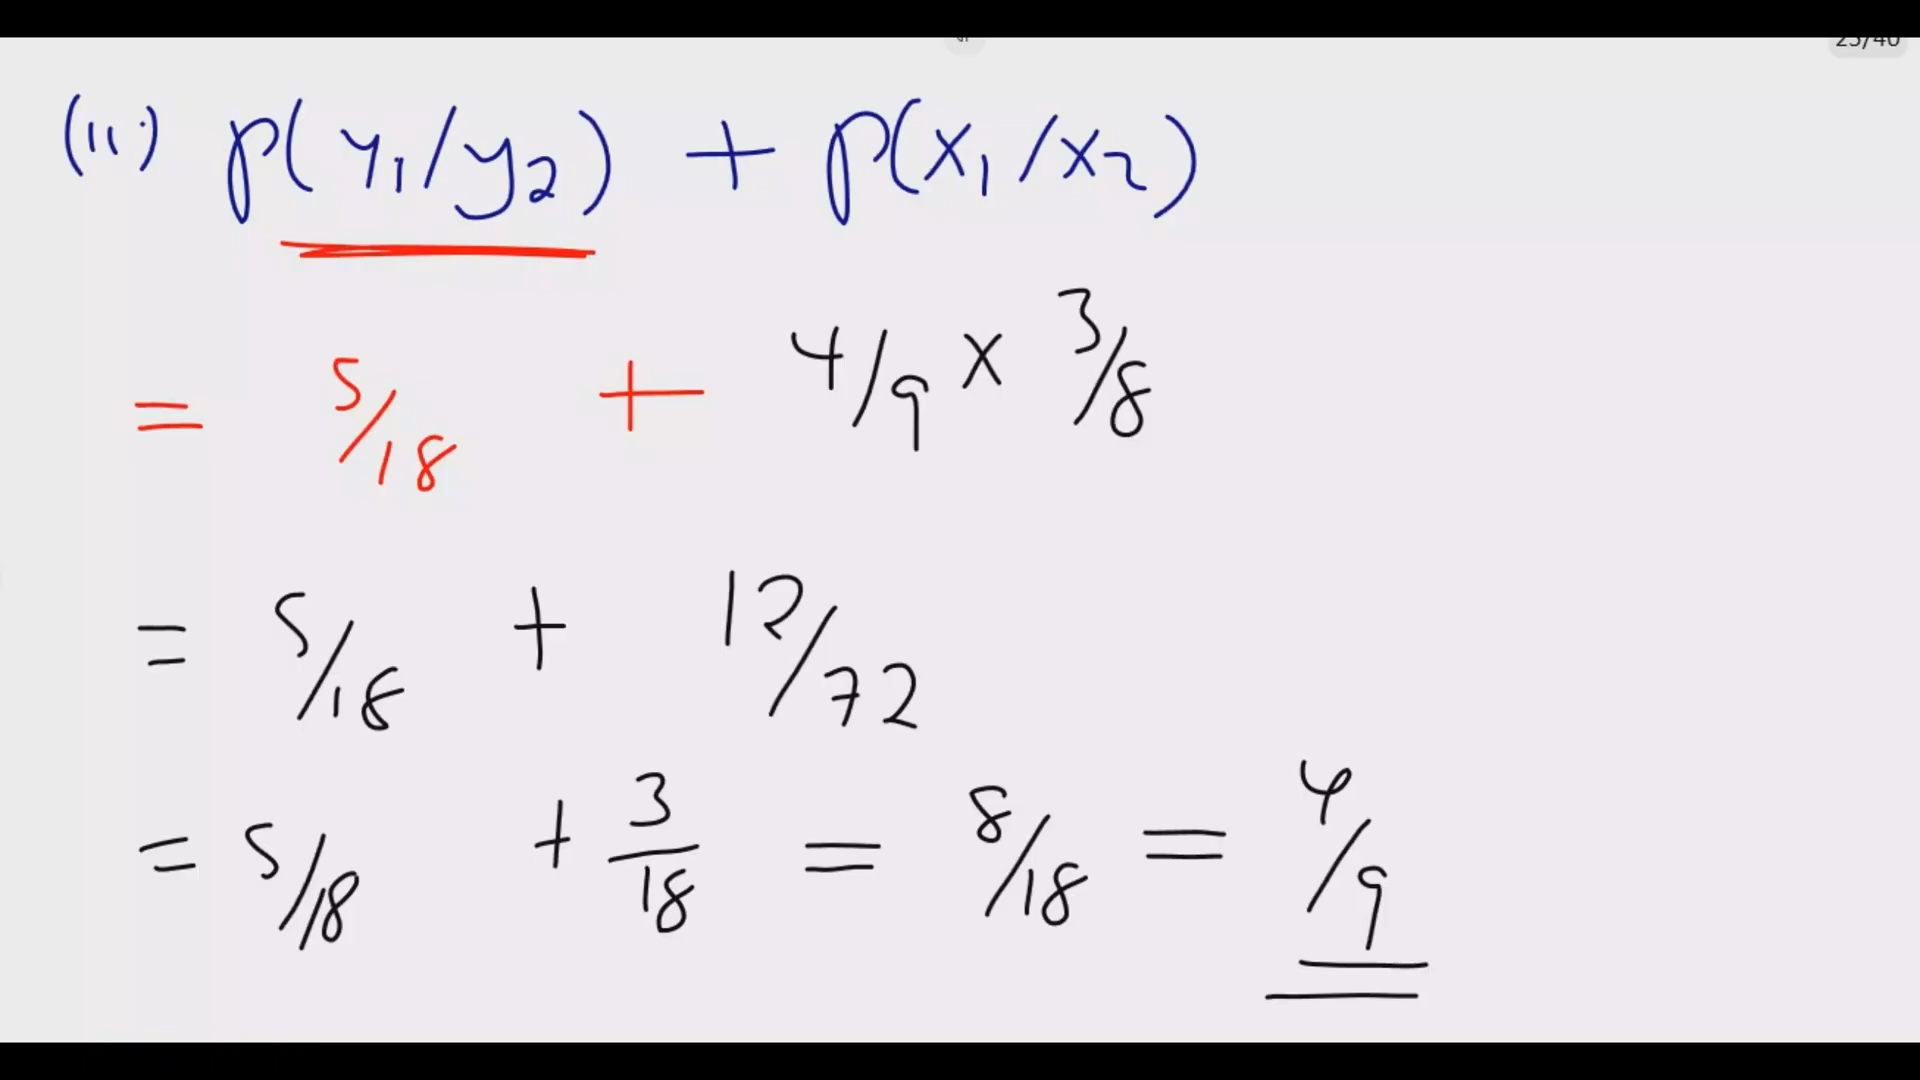 (ii) P(Y1/Y2) + P(X1/X2)
= 5/18 + 4/9 x 3/8
= 5/18 + 12/72
= 5/18 + 3/18 = 8/18 = 4/9